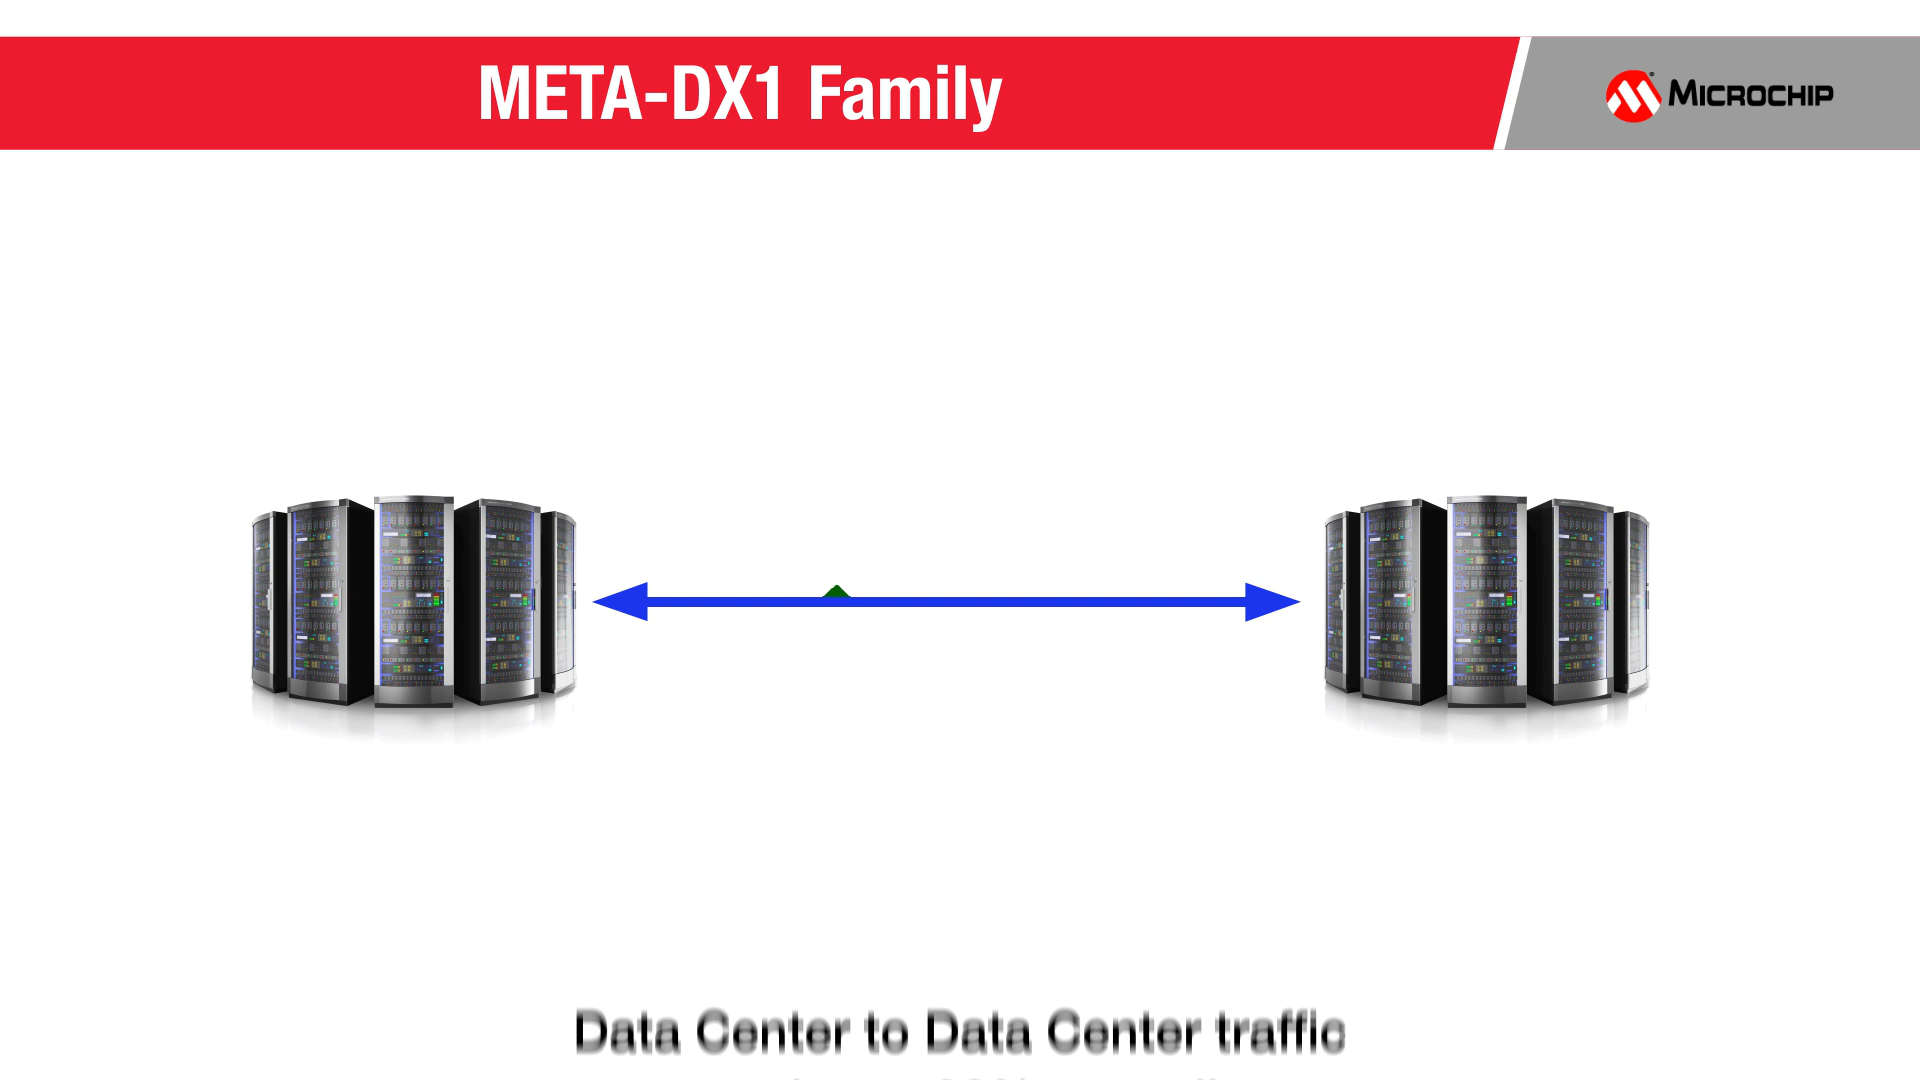 META-DX1 Family
MICROCHIP
Data Center to Data Center traffic